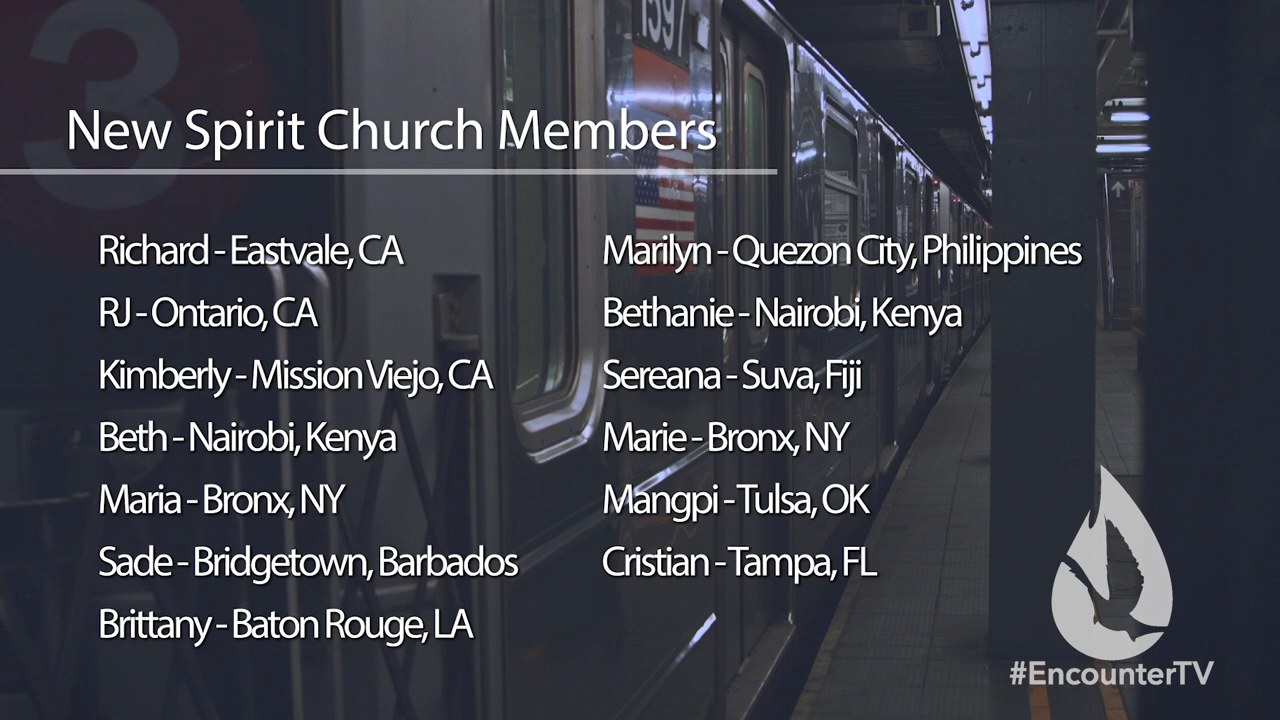 3
1597
New Spirit Church Members
Richard - Eastvale, CA
RJ - Ontario, CA
Kimberly - Mission Viejo, CA
Beth - Nairobi, Kenya
Maria - Bronx, NY
Sade - Bridgetown, Barbados
Brittany - Baton Rouge, LA
Marilyn - Quezon City, Philippines
Bethanie - Nairobi, Kenya
Sereana - Suva, Fiji
Marie - Bronx, NY
Mangpi - Tulsa, OK
Cristian - Tampa, FL
#EncounterTV